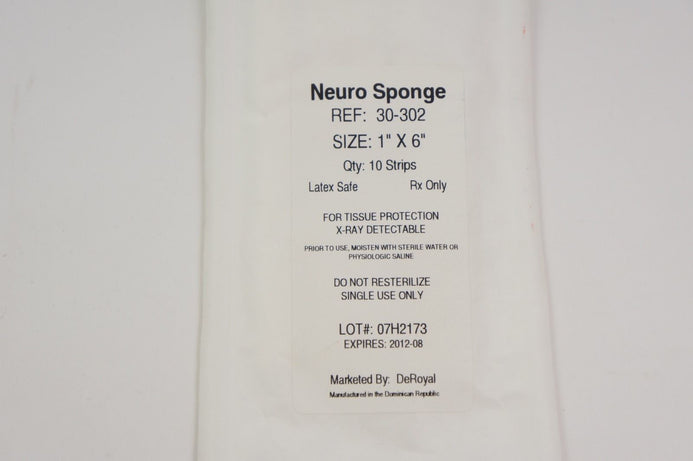 Neuro Sponge
REF: 30-302
SIZE: 1" X 6"
Qty: 10 Strips
Latex Safe Rx Only
FOR TISSUE PROTECTION
X-RAY DETECTABLE
PRIOR TO USE, MOISTEN WITH STERILE WATER OR
PHYSIOLOGIC SALINE
DO NOT RESTERILIZE
SINGLE USE ONLY
LOT#: 07H2173
EXPIRES: 2012-08
Marketed By: DeRoyal
Manufactured in the Dominican Republic